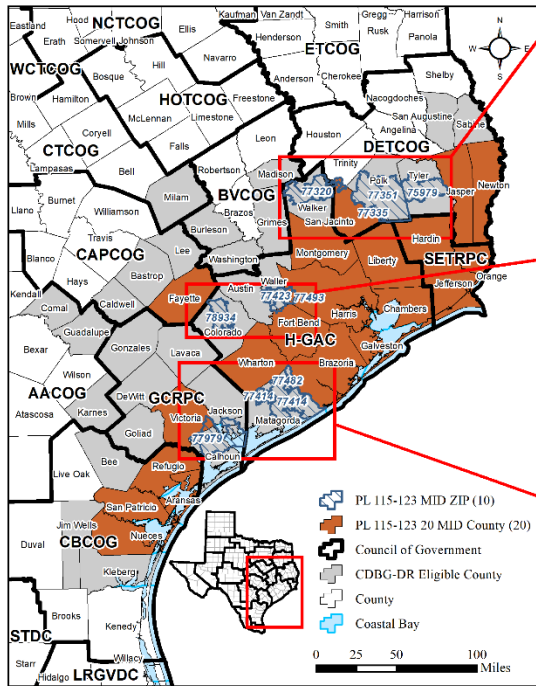 Hood
Kaufman
Van Zandt
Gregg
Harrison
NCTCOG
Smith
Rusk
Eastland
Ellis
Henderson
Panola
Erath
Somervell
Johnson
ETCOG
Navarro
Hill
WCTCOG
Bosque
Anderson
Cherokee
Shelby
Brown
Hamilton
HOTCOG
Freestone
Nacogdoches
Mills
McLennan
Limestone
San Augustine
Coryell
Leon
Houston
Angelina
Sabine
CTCOG
Falls
DETCOG
Lampasas
Bell
Robertson
Madison
Trinity
Polk
Tyler
Milam
BVCOG
77320
77351
75979
Jasper
Newton
Llano
Burnet
Williamson
Brazos
Grimes
Walker
San Jacinto
77335
Burleson
Travis
Hardin
Blanco
CAPCOG
Lee
Washington
Montgomery
Liberty
SETRPC
Hays
Bastrop
Waller
Orange
Kendall
Fayette
Austin
77423
77493
Jefferson
Comal
Caldwell
Harris
Chambers
78934
Fort Bend
Guadalupe
Colorado
H-GAC
Galveston
Bexar
Gonzales
Lavaca
Wharton
Brazoria
Wilson
77482
AACOG
DeWitt
77414
77414
GCRPC
Jackson
Atascosa
Karnes
Victoria
Matagorda
Goliad
77979
Bee
Calhoun
Live Oak
Refugio
Aransas
San Patricio
Jim Wells
Nueces
Duval
CBCOG
Kleberg
Brooks
Kenedy
STDC
Starr
Willacy
Hidalgo
LRGVDC
N
W
E
S
PL 115-123 MID ZIP (10)
PL 115-123 20 MID County (20)
Council of Government
CDBG-DR Eligible County
County
Coastal Bay
0 25 50 100
Miles